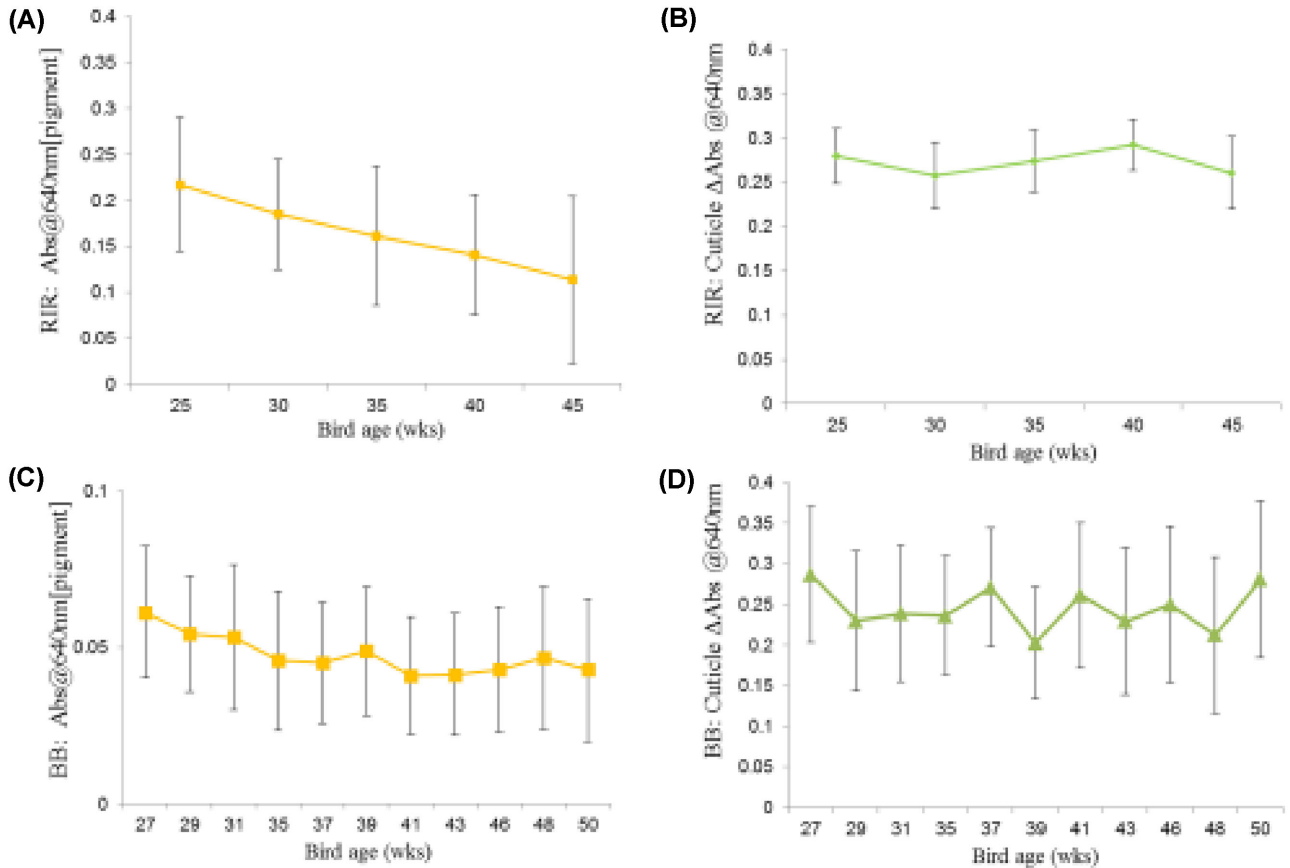 (A)
RIR: Abs@640nm[pigment]
0.4
0.35
0.3
0.25
0.2
0.15
0.1
0.05
0
25 30 35 40 45
Bird age (wks)
(B)
RIR: Cuticle ΔAbs @640nm
0.4
0.35
0.3
0.25
0.2
0.15
0.1
0.05
0
25 30 35 40 45
Bird age (wks)
(C)
BB: Abs@640nm[pigment]
0.1
0.05
0
27 29 31 35 37 39 41 43 46 48 50
Bird age (wks)
(D)
BB: Cuticle ΔAbs @640nm
0.4
0.35
0.3
0.25
0.2
0.15
0.1
0.05
0
27 29 31 35 37 39 41 43 46 48 50
Bird age (wks)